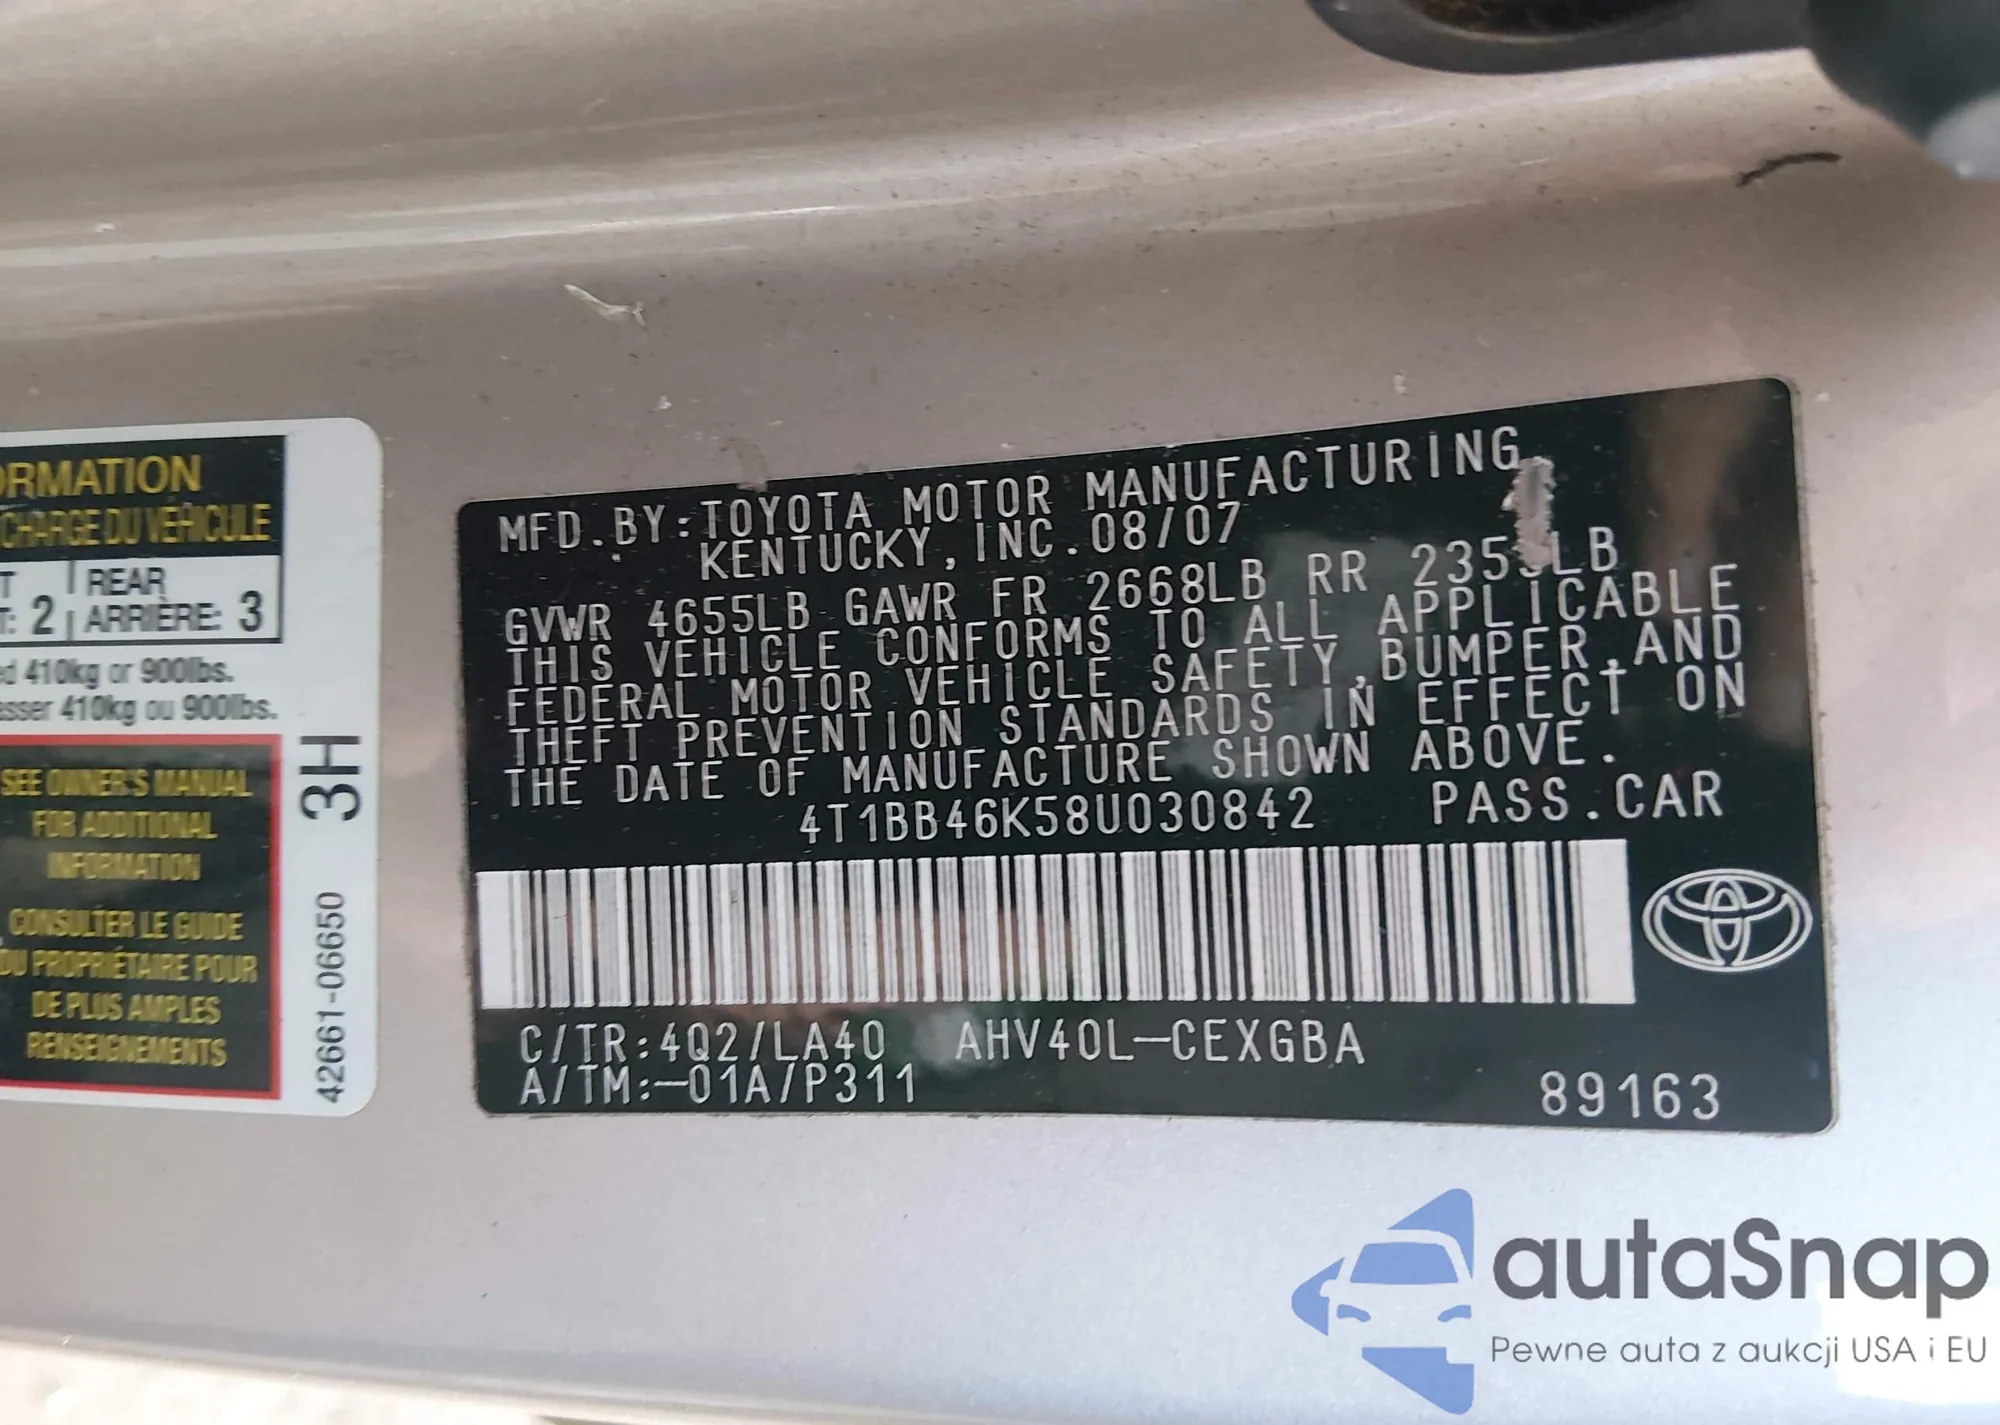 ORMATION
CHARGE DU VÉHICULE
REAR
2 ARRIÈRE: 3
410kg or 900lbs.
410kg ou 900lbs.
SEE OWNER'S MANUAL
FOR ADDITIONAL
INFORMATION
CONSULTER LE GUIDE
DU PROPRIÉTAIRE POUR
DE PLUS AMPLES
RENSEIGNEMENTS
3H
42661-06650
MFD.BY:TOYOTA MOTOR MANUFACTURING
KENTUCKY,INC.08/07
GVWR 4655LB GAWR FR 2668LB RR
THIS VEHICLE CONFORMS TO ALL APPLICABLE
FEDERAL MOTOR VEHICLE SAFETY,BUMPER,AND
THEFT PREVENTION STANDARDS IN EFFECT ON
THE DATE OF MANUFACTURE SHOWN ABOVE.
4T1BB46K58U030842 PASS.CAR
C/TR:4Q2/LA40 AHV40L-CEXGBA
A/TM:-01A/P311
89163
autaSnap
Pewne auta z aukcji USA i EU